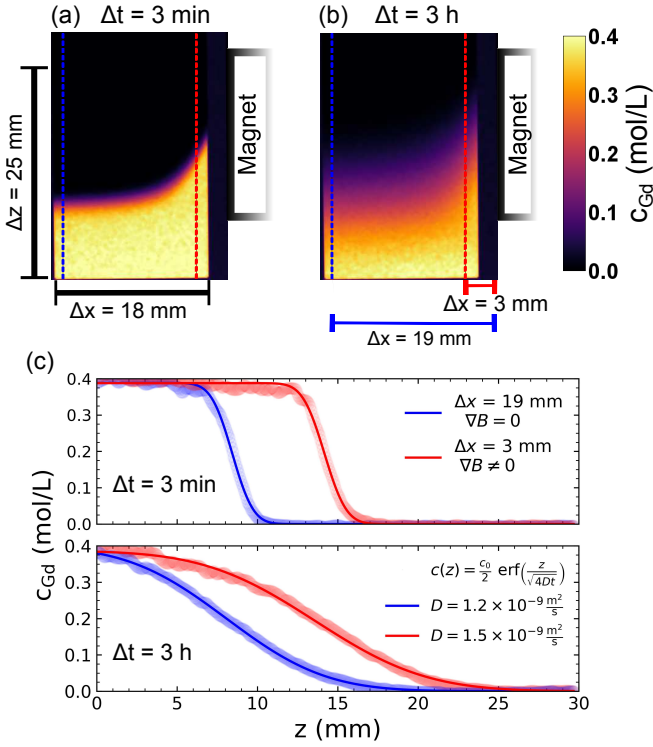 (a) Δt = 3 min
(b) Δt = 3 h
Δz = 25 mm
Magnet
Magnet
0.4
0.3
0.2
0.1
0.0
c_Gd (mol/L)
Δx = 18 mm
Δx = 3 mm
Δx = 19 mm
(c)
0.4
0.3
0.2
0.1
0.0
Δx = 19 mm
∇B = 0
Δx = 3 mm
∇B ≠ 0
Δt = 3 min
c_Gd (mol/L)
0.4
0.3
0.2
0.1
0.0
c(z) = c₀/2 erf(z/√4Dt)
D = 1.2 × 10⁻⁹ m²/s
D = 1.5 × 10⁻⁹ m²/s
Δt = 3 h
0 5 10 15 20 25 30
z (mm)